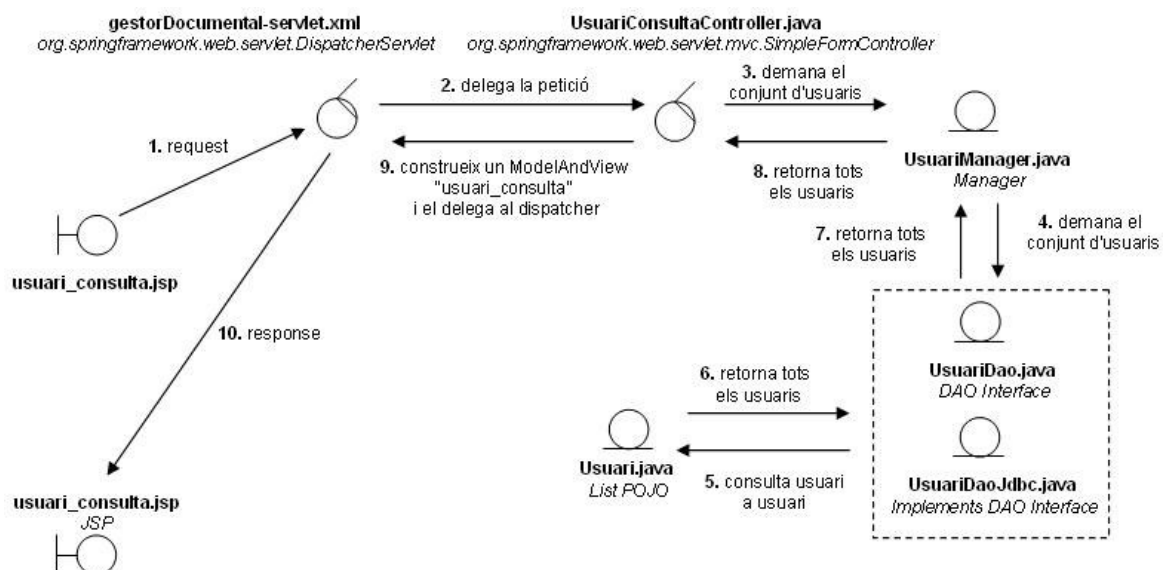 gestorDocumental-servlet.xml
org.springframework.web.servlet.DispatcherServlet
UsuariConsultaController.java
org.springframework.web.servlet.mvc.SimpleFormController
1. request
2. delega la petició
3. demana el
conjunt d'usuaris
9. construeix un ModelAndView
"usuari_consulta"
i el delega al dispatcher
8. retorna tots
els usuaris
UsuariManager.java
Manager
7. retorna tots
els usuaris
4. demana el
conjunt d'usuaris
usuari_consulta.jsp
10. response
UsuariDao.java
DAO Interface
6. retorna tots
els usuaris
Usuari.java
List POJO
5. consulta usuari
a usuari
UsuariDaoJdbc.java
Implements DAO Interface
usuari_consulta.jsp
JSP